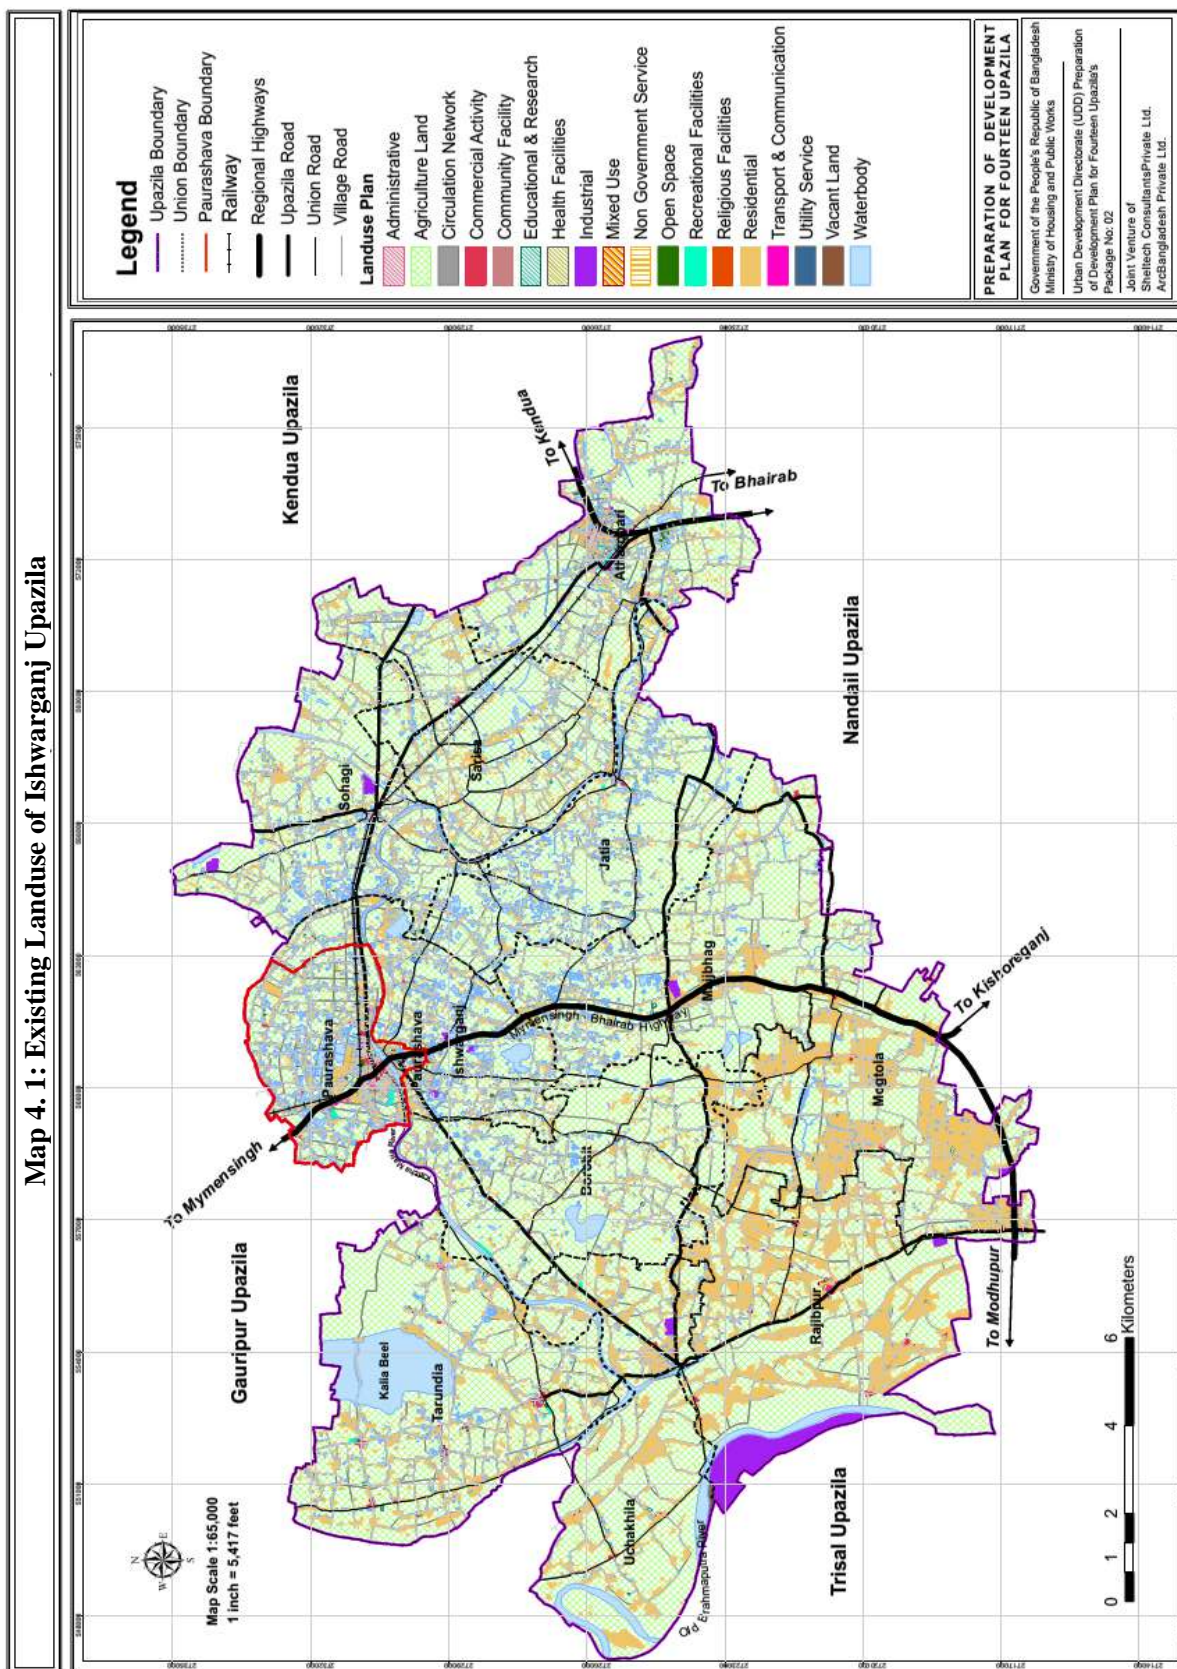 Map 4. 1: Existing Landuse of Ishwarganj Upazila
Legend
Upazila Boundary
Union Boundary
Paurashava Boundary
Railway
Regional Highways
Upazila Road
Union Road
Village Road
Landuse Plan
Administrative
Agriculture Land
Circulation Network
Commercial Activity
Community Facility
Educational & Research
Health Facilities
Industrial
Mixed Use
Non Government Service
Open Space
Recreational Facilities
Religious Facilities
Residential
Transport & Communication
Utility Service
Vacant Land
Waterbody
PREPARATION OF DEVELOPMENT
PLAN FOUR FOURTEEN UPAZILA
Government of the People's Republic of Bangladesh
Ministry of Housing and Public Works
Urban Development Directorate (UDD) Preparation
of Development Plan for Fourteen Upazila's
Package No: 02
Joint Venture of
Sheltech ConsultantsPrivate Ltd.
ArcBangladesh Private Ltd.
N
W E
S
Map Scale 1:65,000
1 inch = 5,417 feet
Kendua Upazila
Gauripur Upazila
Nandail Upazila
Trisal Upazila
To Mymensingh
To Kendua
To Bhairab
To Kishoreganj
To Modhupur
Sohagi
Sarisa
Jatia
Paurashava
Paurashava
Ishwarganj
Mymensingh - Bhairab Highway
Maijbhag
Mogtola
Rajibpur
Kalia Beel
Tarundia
Uchakhila
Old Brahmaputra River
0 1 2 4 6
Kilometers